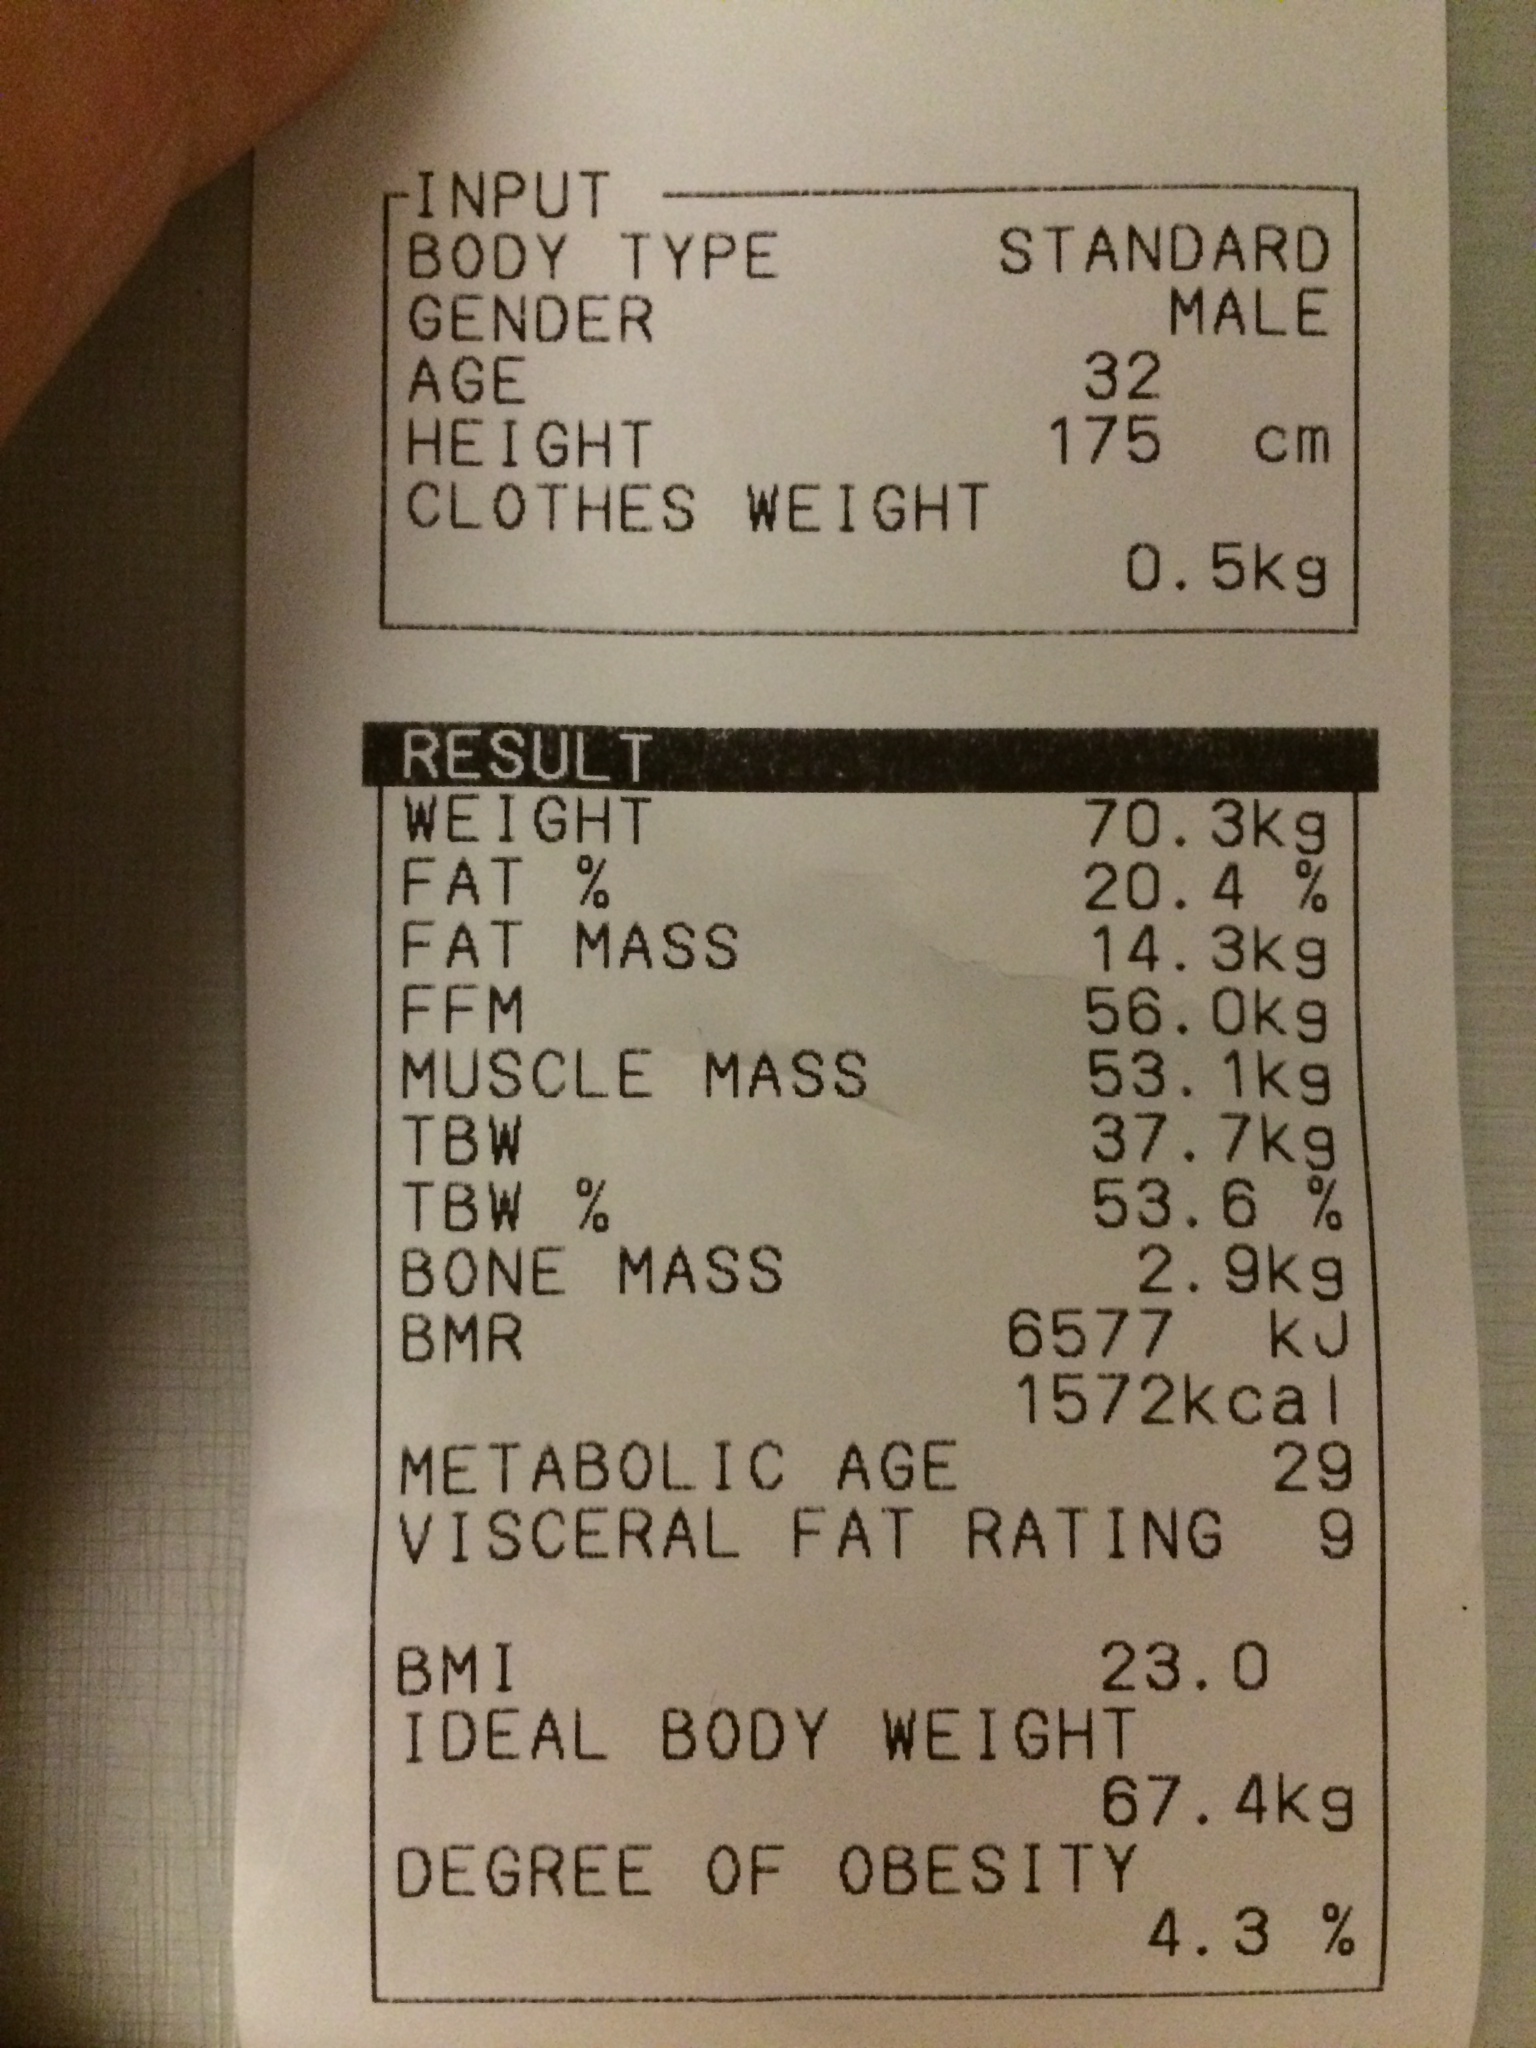 INPUT
BODY TYPE STANDARD
GENDER MALE
AGE 32
HEIGHT 175 cm
CLOTHES WEIGHT
0.5kg
RESULT
WEIGHT 70.3kg
FAT % 20.4 %
FAT MASS 14.3kg
FFM 56.0kg
MUSCLE MASS 53.1kg
TBW 37.7kg
TBW % 53.6 %
BONE MASS 2.9kg
BMR 6577 kJ
1572kcal
METABOLIC AGE 29
VISCERAL FAT RATING 9
BMI 23.0
IDEAL BODY WEIGHT
67.4kg
DEGREE OF OBESITY
4.3 %